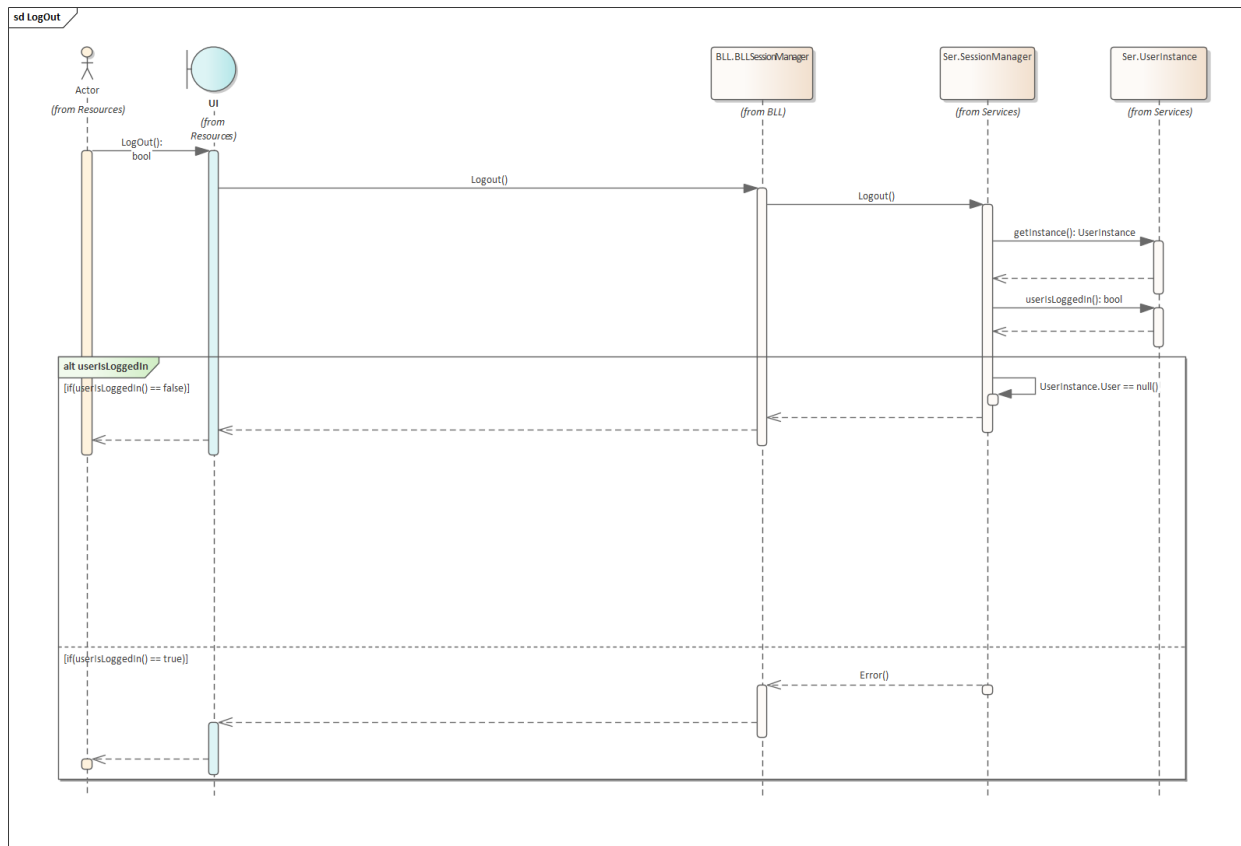 sd LogOut
Actor
(from Resources)
UI
(from
Resources)
BLL.BLLSessionManager
(from BLL)
Ser.SessionManager
(from Services)
Ser.UserInstance
(from Services)
LogOut():
bool
Logout()
Logout()
getInstance(): UserInstance
userIsLoggedIn(): bool
alt userIsLoggedIn
[if(userIsLoggedIn() == false)]
UserInstance.User == null()
[if(userIsLoggedIn() == true)]
Error()